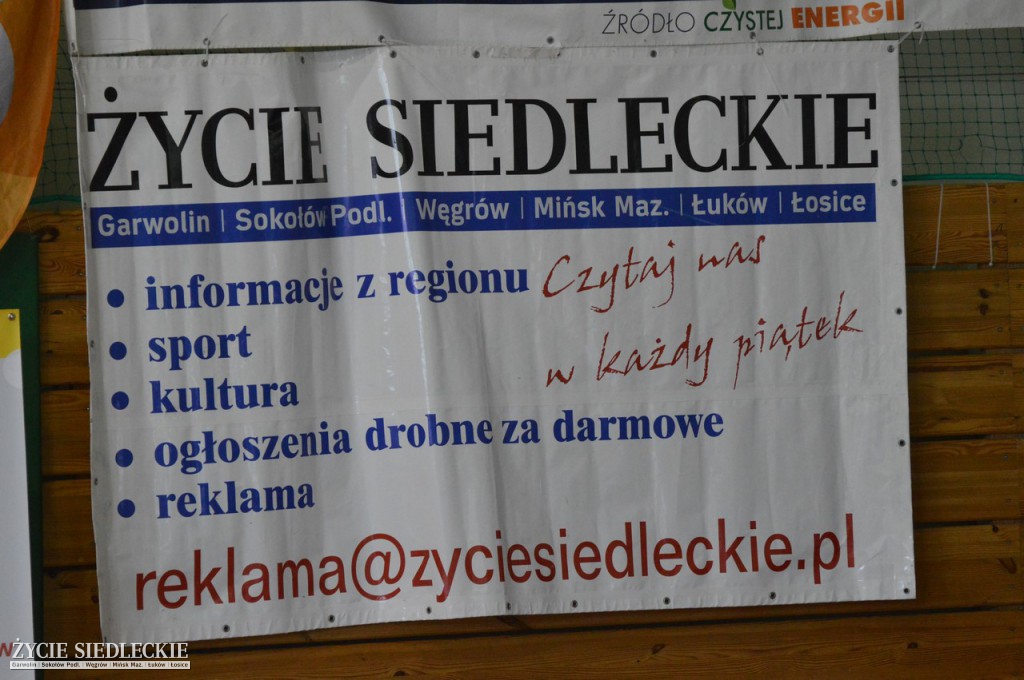 ŹRÓDŁO CZYSTEJ ENERGII
ŻYCIE SIEDLECKIE
Garwolin | Sokołów Podl. | Węgrów | Mińsk Maz. | Łuków | Łosice
• informacje z regionu
Czytaj nas
w każdy piątek
• sport
• kultura
• ogłoszenia drobne za darmowe
• reklama
reklama@zyciesiedleckie.pl
ŻYCIE SIEDLECKIE
Garwolin | Sokołów Podl. | Węgrów | Mińsk Maz. | Łuków | Łosice